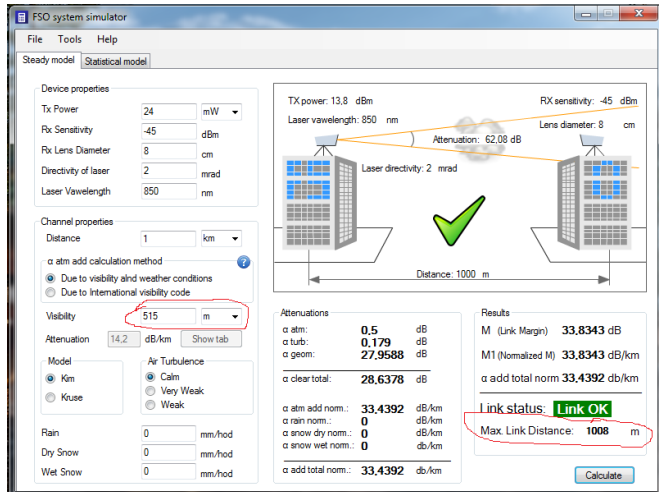 FSO system simulator
File Tools Help
Steady model Statistical model
Device properties
Tx Power 24 mW
Rx Sensitivity -45 dBm
Rx Lens Diameter 8 cm
Directivity of laser 2 mrad
Laser Vawelength 850 nm
Channel properties
Distance 1 km
α atm add calculation method ?
Due to visibility alnd weather conditions
Due to International visibility code
Visibility 515 m
Attenuation 14,2 dB/km Show tab
Model
Kim
Kruse
Air Turbulence
Calm
Very Weak
Weak
Rain 0 mm/hod
Dry Snow 0 mm/hod
Wet Snow 0 mm/hod
TX power: 13,8 dBm
RX sensitivity: -45 dBm
Laser vawelength: 850 nm
Lens diameter: 8 cm
Attenuation: 62,08 dB
Laser directivity: 2 mrad
Distance: 1000 m
Attenuations
α atm: 0,5 dB
α turb: 0,179 dB
α geom: 27,9588 dB
α clear total: 28,6378 dB
α atm add norm.: 33,4392 dB/km
α rain norm.: 0 dB/km
α snow dry norm.: 0 dB/km
α snow wet norm.: 0 db/km
α add total norm.: 33,4392 db/km
Results
M (Link Margin) 33,8343 dB
M1 (Normalized M) 33,8343 dB/km
α add total norm 33,4392 db/km
Link status: Link OK
Max. Link Distance: 1008 m
Calculate